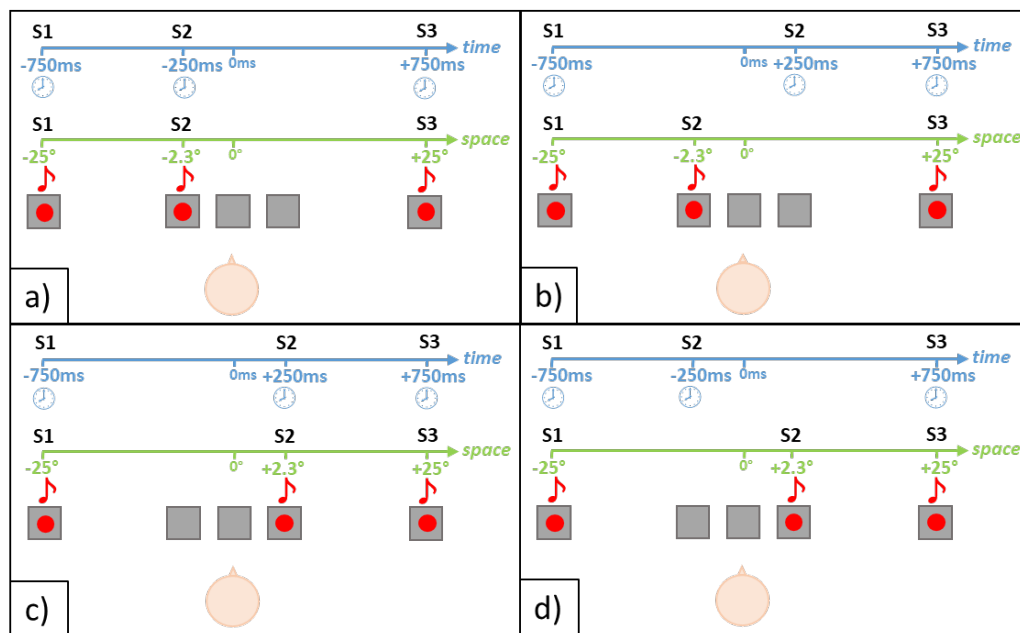 S1 S2 S3
time
-750ms -250ms 0ms +750ms
S1 S2 S3
space
-25° -2.3° 0° +25°
a)
S1 S2 S3
time
-750ms 0ms +250ms +750ms
S1 S2 S3
space
-25° -2.3° 0° +25°
b)
S1 S2 S3
time
-750ms 0ms +250ms +750ms
S1 S2 S3
space
-25° 0° +2.3° +25°
c)
S1 S2 S3
time
-750ms -250ms 0ms +750ms
S1 S2 S3
space
-25° 0° +2.3° +25°
d)